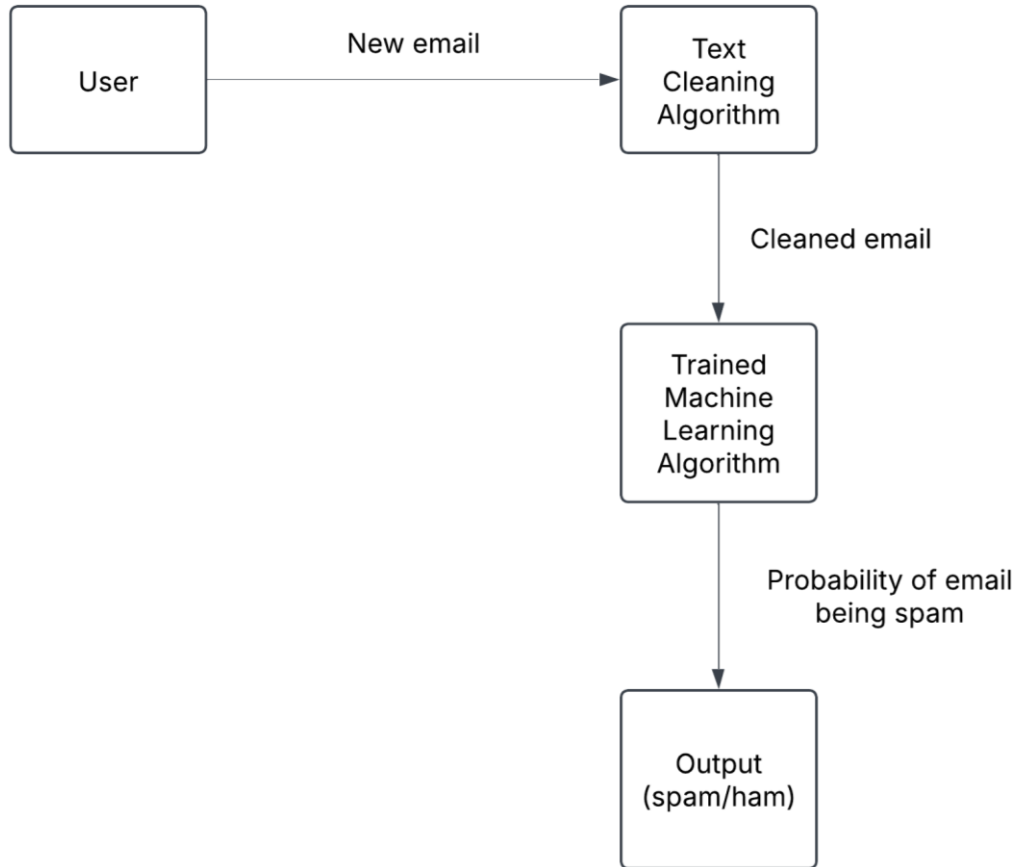 User
New email
Text
Cleaning
Algorithm
Cleaned email
Trained
Machine
Learning
Algorithm
Probability of email
being spam
Output
(spam/ham)